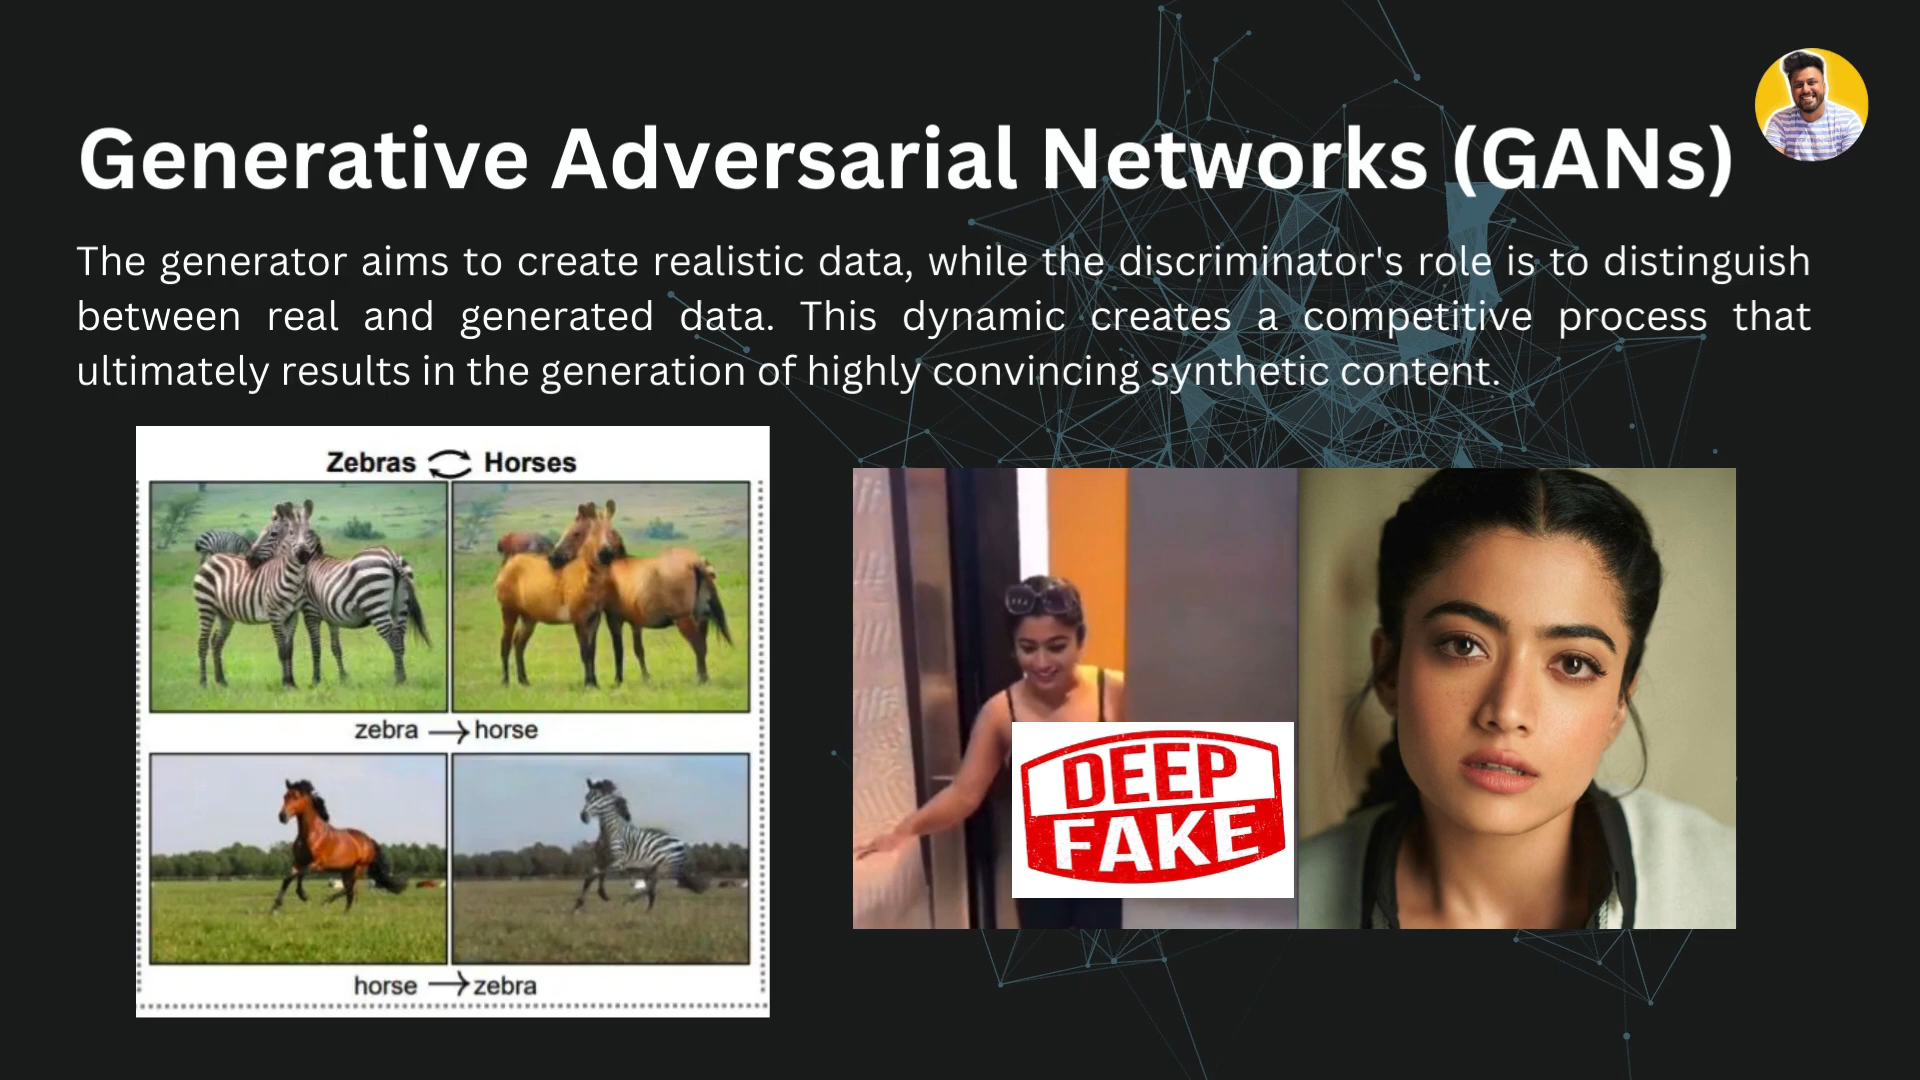 Generative Adversarial Networks (GANs)
The generator aims to create realistic data, while the discriminator's role is to distinguish
between real and generated data. This dynamic creates a competitive process that
ultimately results in the generation of highly convincing synthetic content.
Zebras Horses
zebra → horse
horse → zebra
DEEP
FAKE